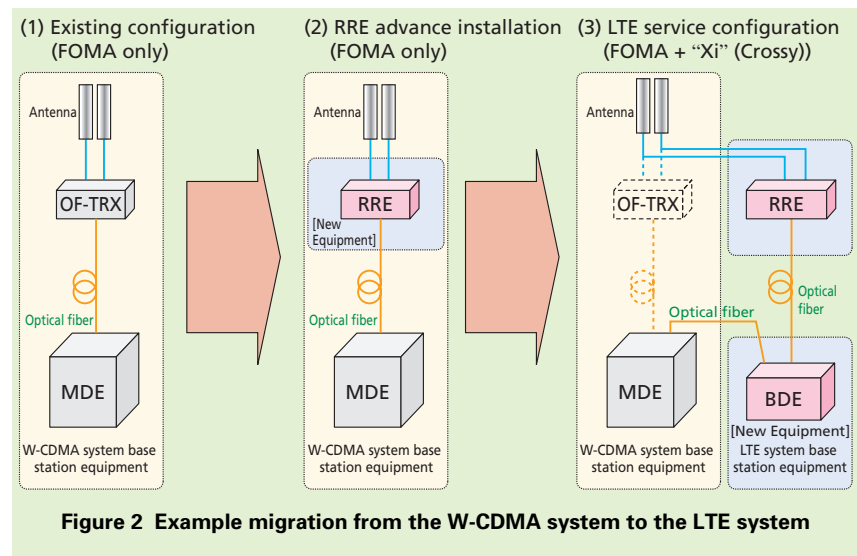 (1) Existing configuration
(FOMA only)
Antenna
OF-TRX
Optical fiber
MDE
W-CDMA system base
station equipment
(2) RRE advance installation
(FOMA only)
Antenna
RRE
[New
Equipment]
Optical fiber
MDE
W-CDMA system base
station equipment
(3) LTE service configuration
(FOMA + “Xi” (Crossy))
Antenna
OF-TRX
RRE
Optical fiber
Optical
fiber
MDE
BDE
W-CDMA system base
station equipment
[New Equipment]
LTE system base
station equipment
Figure 2 Example migration from the W-CDMA system to the LTE system